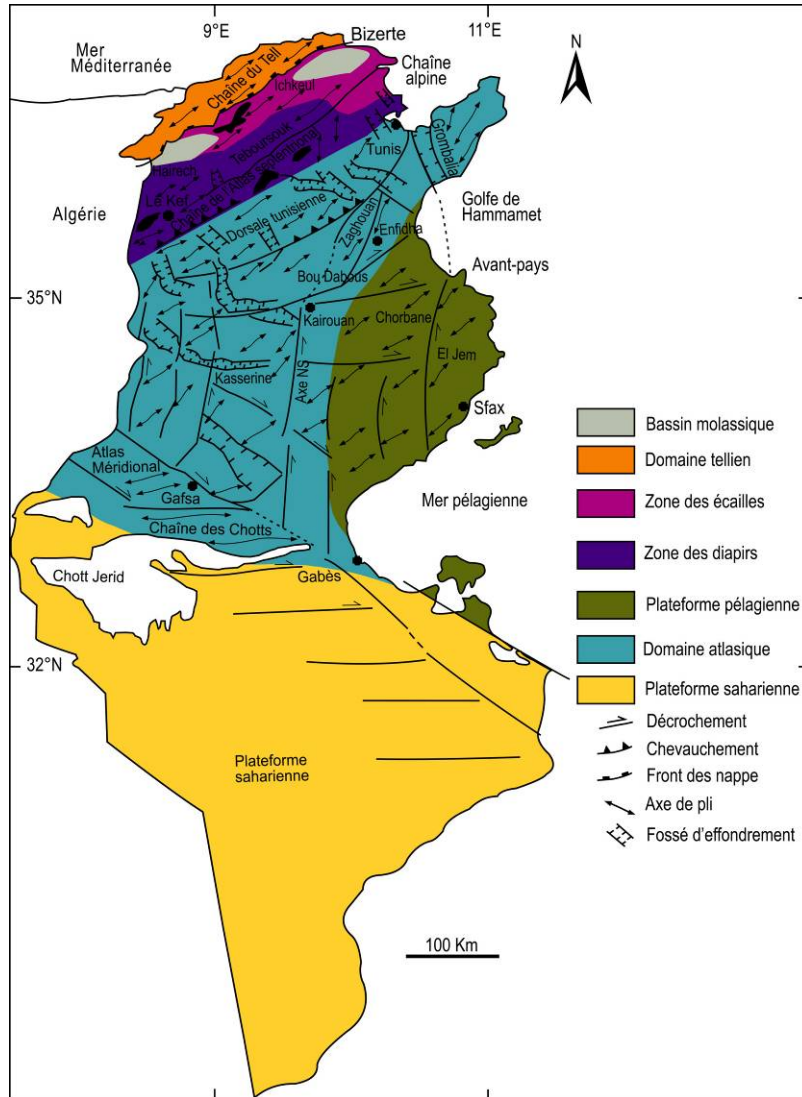 9°E
11°E
Mer
Méditerranée
Bizerte
N
Chaîne du Tell
Chaîne
alpine
Ichkeul
Teboursouk
Hairech
Chaîne de l'Atlas septentrional
Tunis
Grombalia
Le Kef
Algérie
Dorsale tunisienne
Zaghouan
Golfe de
Hammamet
Enfidha
Avant-pays
Bou Dabous
35°N
Kairouan
Chorbane
El Jem
Axe NS
Kasserine
Sfax
Atlas
Méridional
Gafsa
Mer pélagienne
Chaîne des Chotts
Chott Jerid
Gabès
32°N
Plateforme
saharienne
100 Km
Bassin molassique
Domaine tellien
Zone des écailles
Zone des diapirs
Plateforme pélagienne
Domaine atlasique
Plateforme saharienne
Décrochement
Chevauchement
Front des nappe
Axe de pli
Fossé d'effondrement